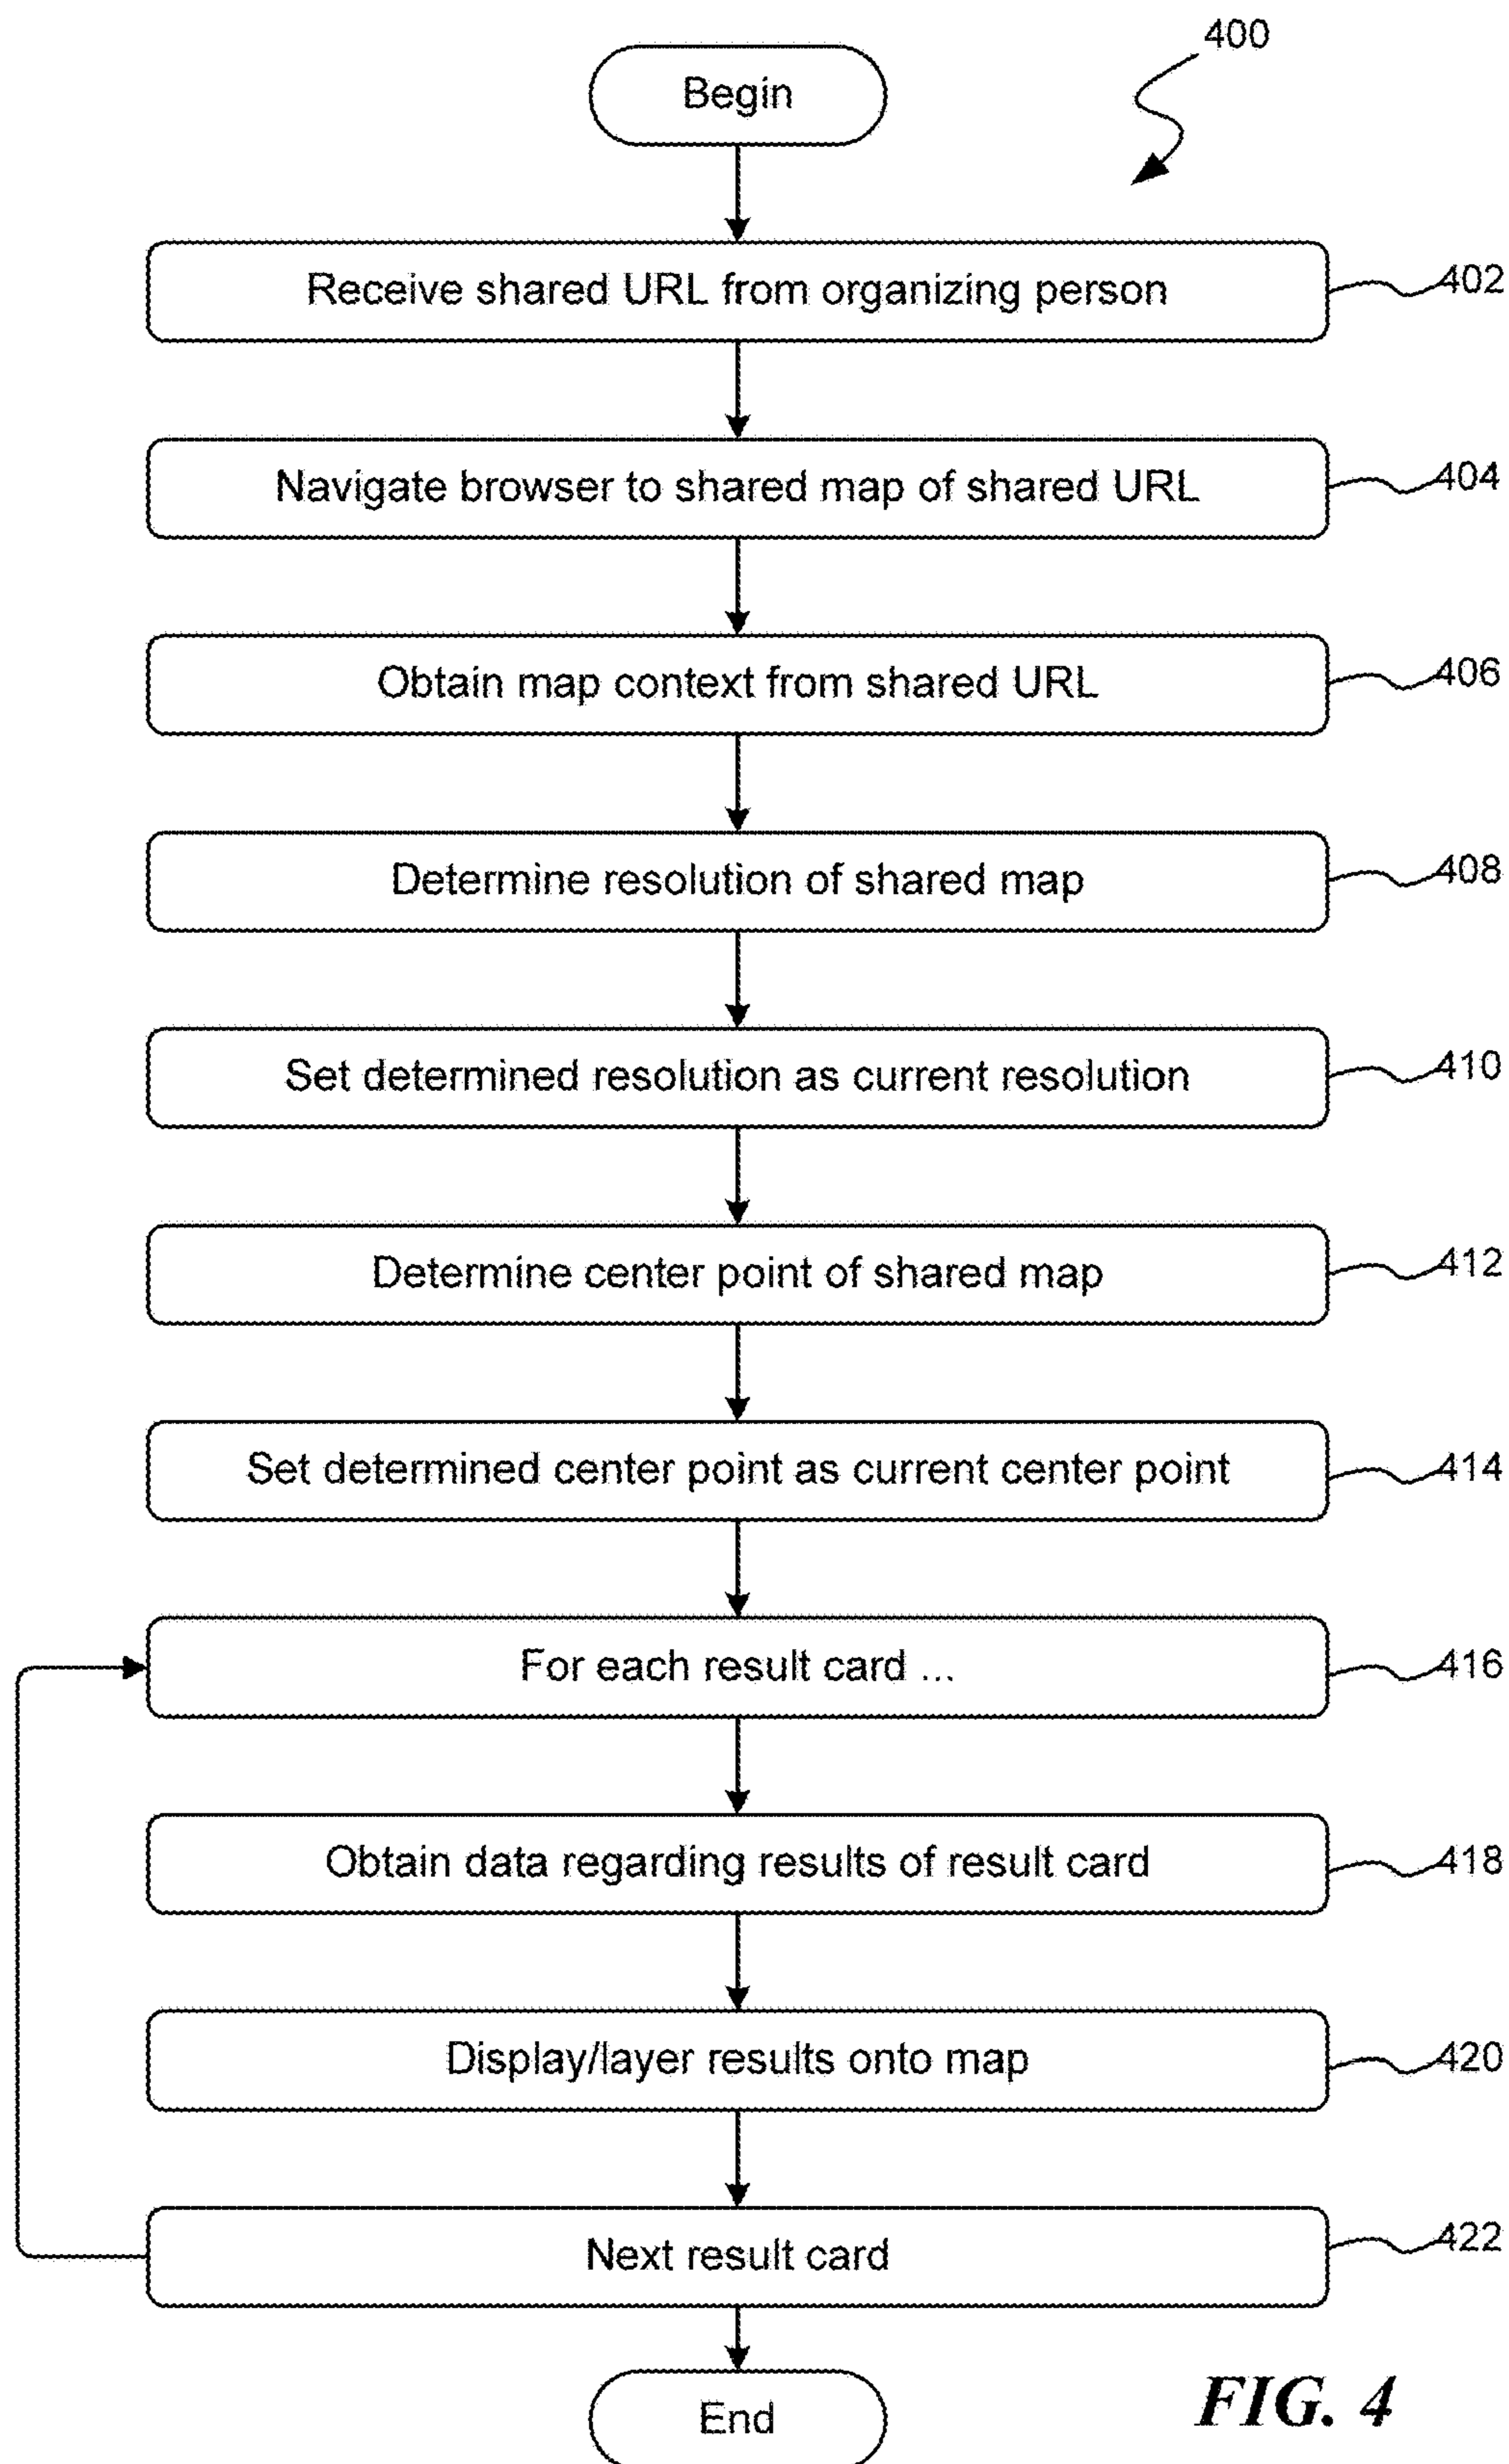 400
Begin
Receive shared URL from organizing person
402
Navigate browser to shared map of shared URL
404
Obtain map context from shared URL
406
Determine resolution of shared map
408
Set determined resolution as current resolution
410
Determine center point of shared map
412
Set determined center point as current center point
414
For each result card ...
416
Obtain data regarding results of result card
418
Display/layer results onto map
420
Next result card
422
End
FIG. 4